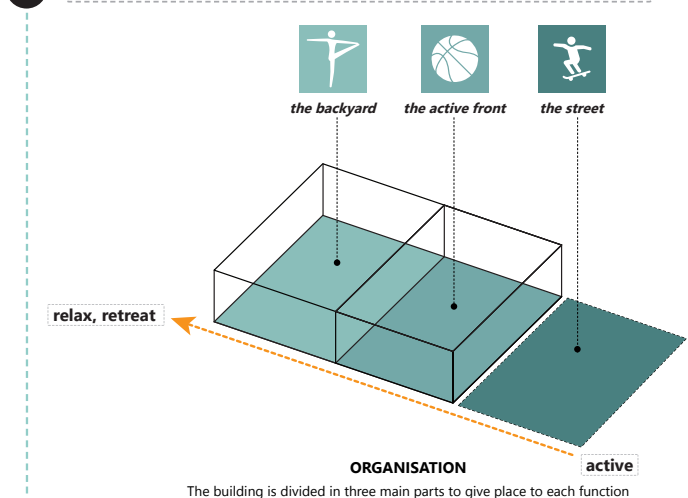 the backyard
the active front
the street
relax, retreat
active
ORGANISATION
The building is divided in three main parts to give place to each function